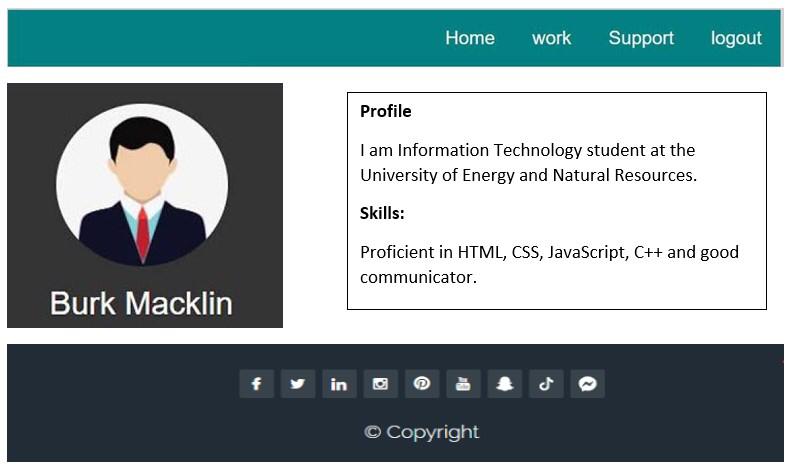 Home work Support logout
Burk Macklin
Profile
I am Information Technology student at the
University of Energy and Natural Resources.
Skills:
Proficient in HTML, CSS, JavaScript, C++ and good
communicator.
© Copyright